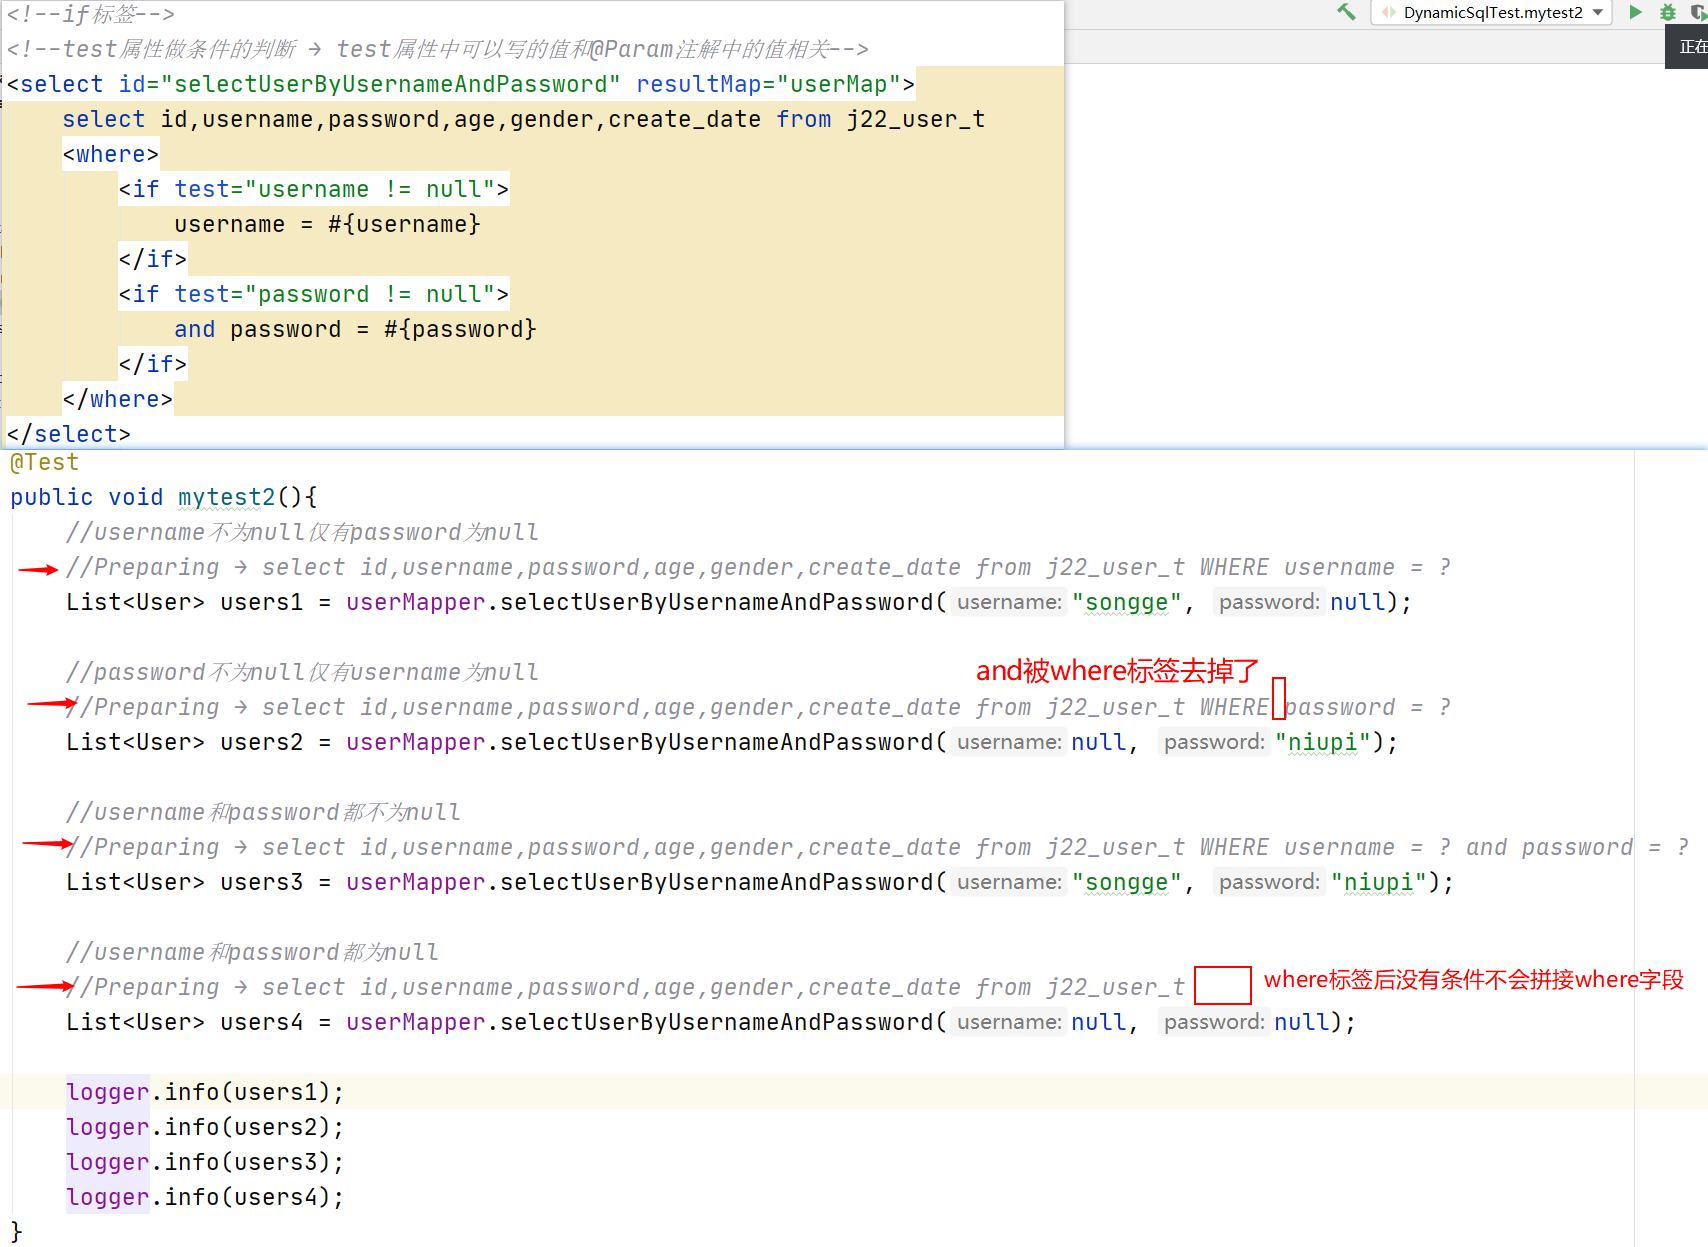 <!--if标签-->
<!--test属性做条件的判断 → test属性中可以写的值和@Param注解中的值相关-->
<select id="selectUserByUsernameAndPassword" resultMap="userMap">
select id,username,password,age,gender,create_date from j22_user_t
<where>
<if test="username != null">
username = #{username}
</if>
<if test="password != null">
and password = #{password}
</if>
</where>
</select>
DynamicSqlTest.mytest2
正在
@Test
public void mytest2(){
//username不为null仅有password为null
//Preparing → select id,username,password,age,gender,create_date from j22_user_t WHERE username = ?
List<User> users1 = userMapper.selectUserByUsernameAndPassword( username: "songge", password: null);
//password不为null仅有username为null
and被where标签去掉了
//Preparing → select id,username,password,age,gender,create_date from j22_user_t WHERE password = ?
List<User> users2 = userMapper.selectUserByUsernameAndPassword( username: null, password: "niupi");
//username和password都不为null
//Preparing → select id,username,password,age,gender,create_date from j22_user_t WHERE username = ? and password = ?
List<User> users3 = userMapper.selectUserByUsernameAndPassword( username: "songge", password: "niupi");
//username和password都为null
//Preparing → select id,username,password,age,gender,create_date from j22_user_t
where标签后没有条件不会拼接where字段
List<User> users4 = userMapper.selectUserByUsernameAndPassword( username: null, password: null);
logger.info(users1);
logger.info(users2);
logger.info(users3);
logger.info(users4);
}